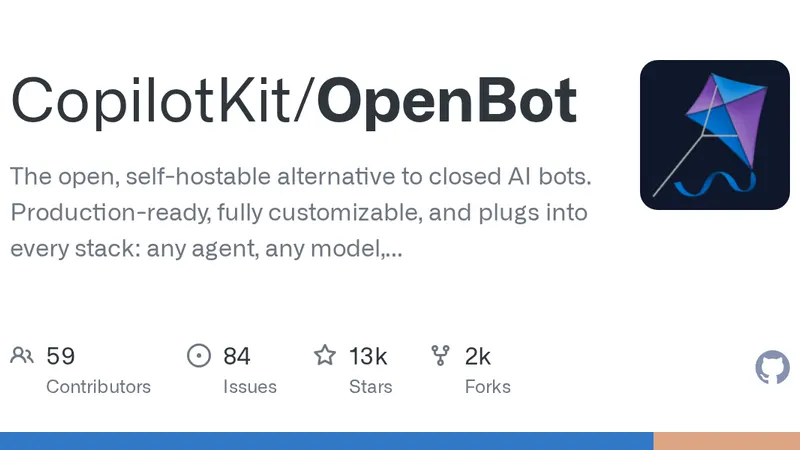 CopilotKit/OpenBot
The open, self-hostable alternative to closed AI bots.
Production-ready, fully customizable, and plugs into
every stack: any agent, any model,...
59
Contributors
84
Issues
13k
Stars
2k
Forks